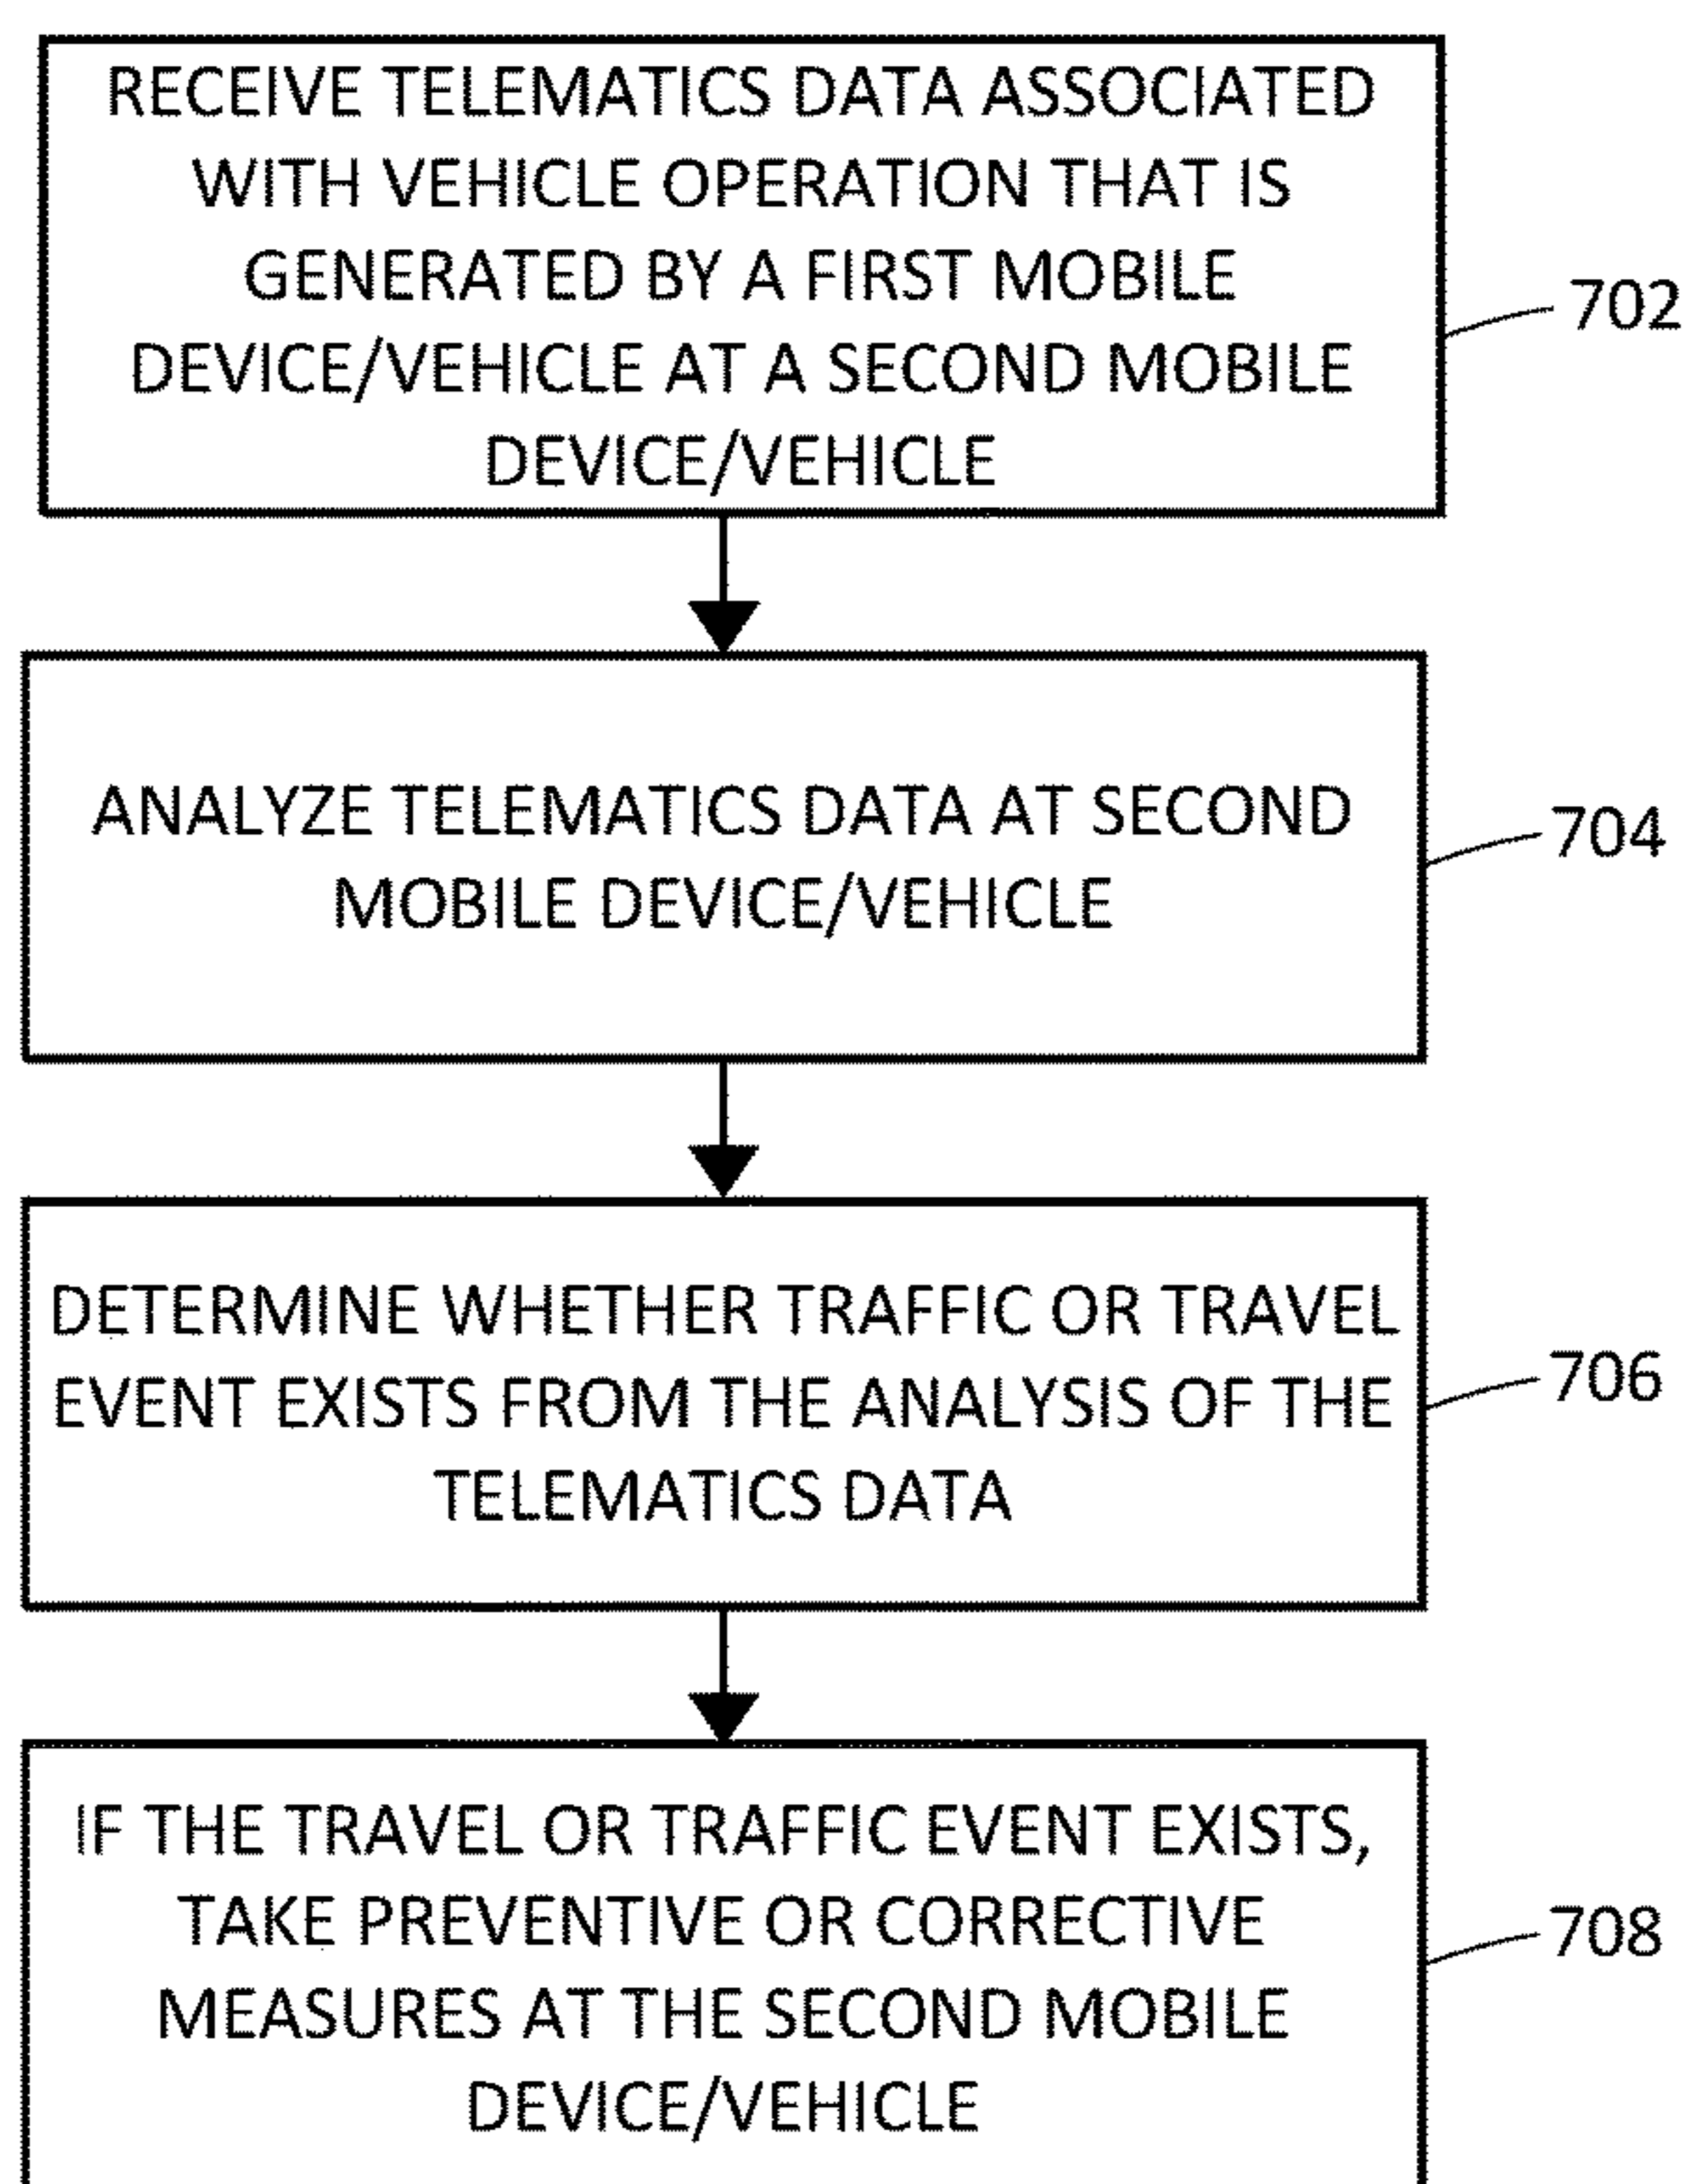 RECEIVE TELEMATICS DATA ASSOCIATED
WITH VEHICLE OPERATION THAT IS
GENERATED BY A FIRST MOBILE
DEVICE/VEHICLE AT A SECOND MOBILE
DEVICE/VEHICLE
702
ANALYZE TELEMATICS DATA AT SECOND
MOBILE DEVICE/VEHICLE
704
DETERMINE WHETHER TRAFFIC OR TRAVEL
EVENT EXISTS FROM THE ANALYSIS OF THE
TELEMATICS DATA
706
IF THE TRAVEL OR TRAFFIC EVENT EXISTS,
TAKE PREVENTIVE OR CORRECTIVE
MEASURES AT THE SECOND MOBILE
DEVICE/VEHICLE
708